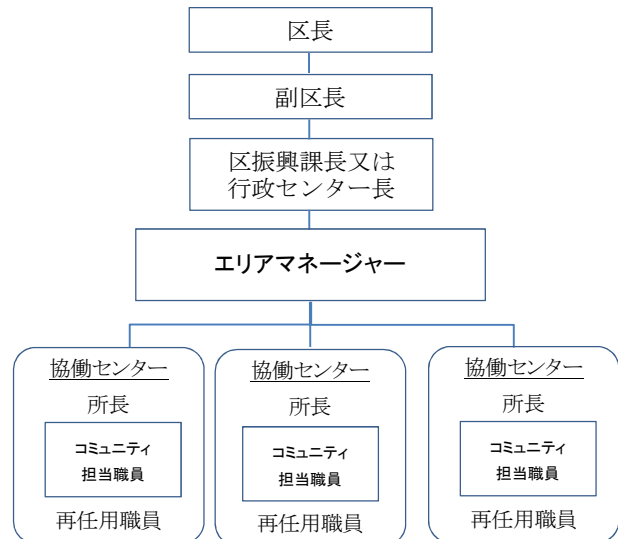 区長
副区長
区振興課長又は
行政センター長
エリアマネージャー
協働センター
所長
コミュニティ
担当職員
再任用職員
協働センター
所長
コミュニティ
担当職員
再任用職員
協働センター
所長
コミュニティ
担当職員
再任用職員